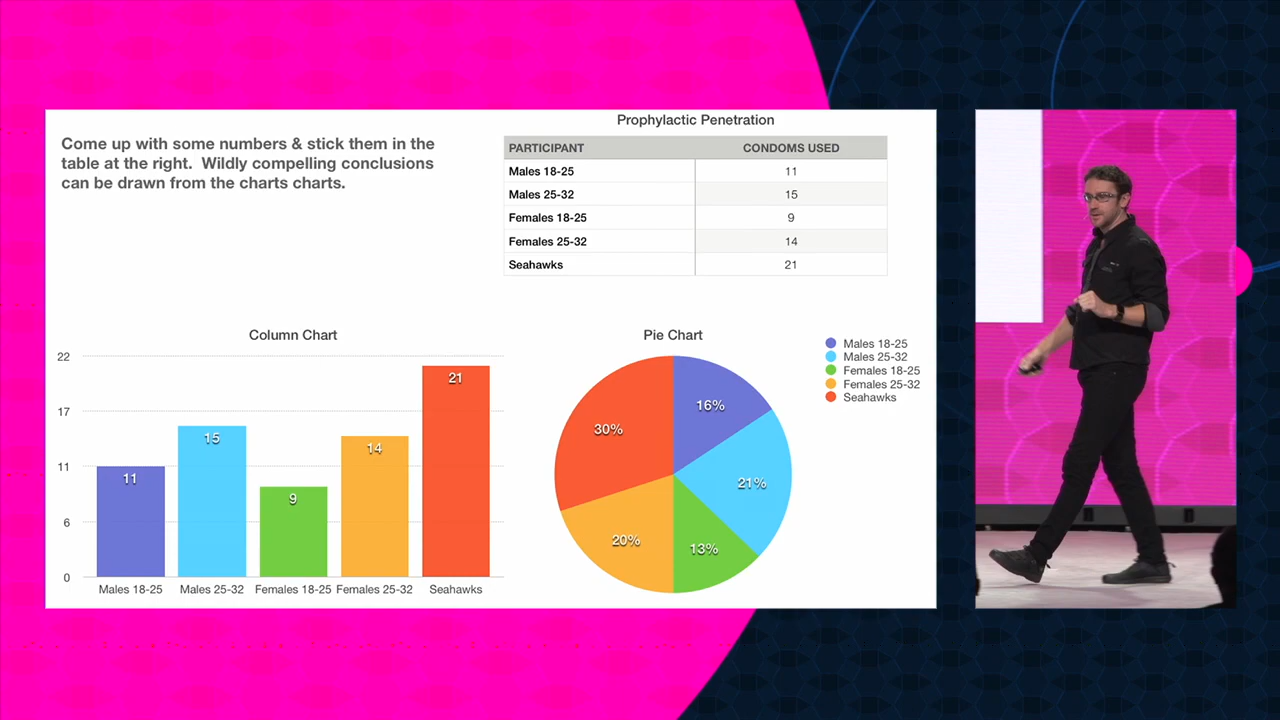 Come up with some numbers & stick them in the
table at the right. Wildly compelling conclusions
can be drawn from the charts charts.
Prophylactic Penetration
PARTICIPANT CONDOMS USED
Males 18-25 11
Males 25-32 15
Females 18-25 9
Females 25-32 14
Seahawks 21
Column Chart
22
17
11
6
0
11
15
9
14
21
Males 18-25 Males 25-32 Females 18-25 Females 25-32 Seahawks
Pie Chart
16%
21%
13%
20%
30%
Males 18-25
Males 25-32
Females 18-25
Females 25-32
Seahawks